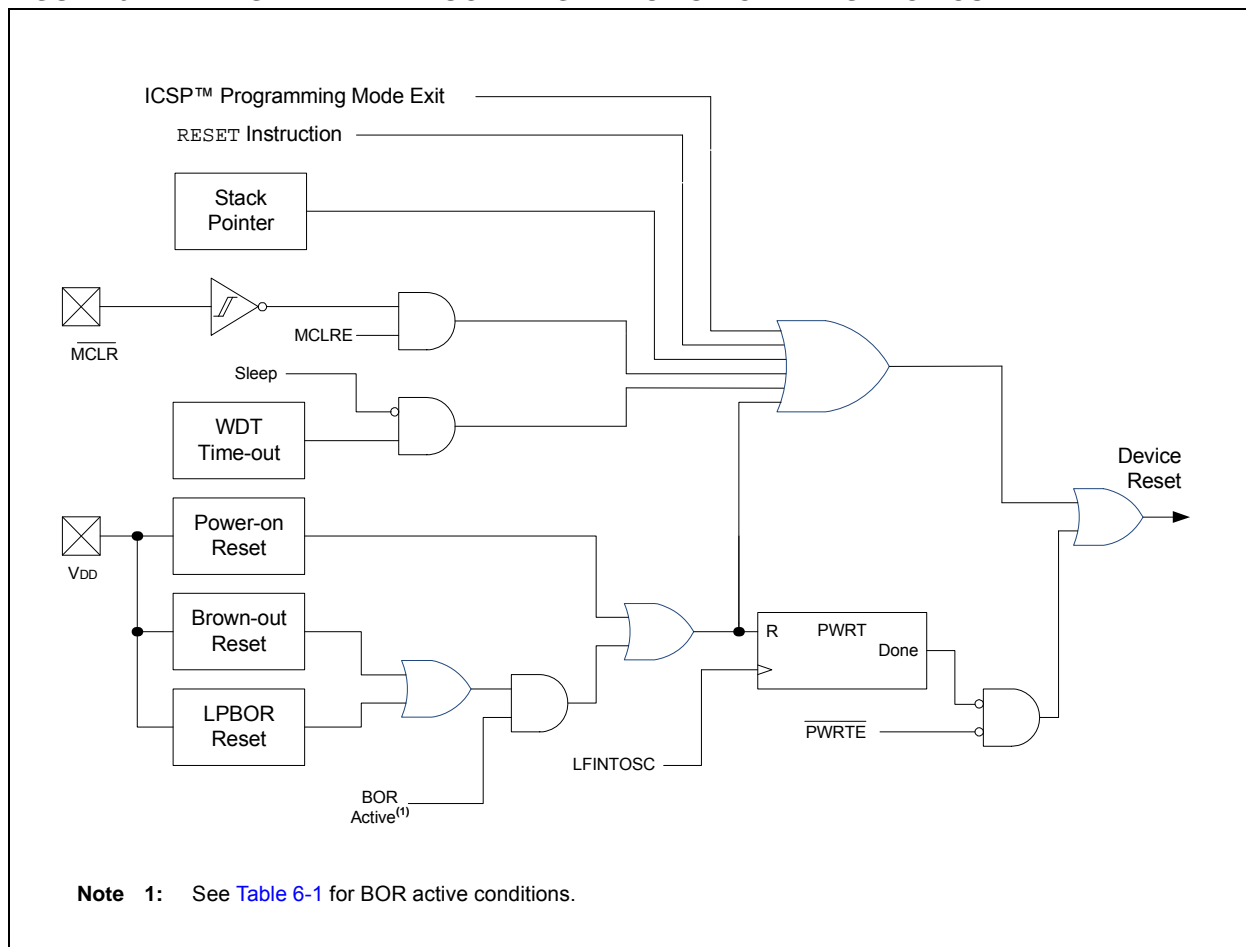 ICSP™ Programming Mode Exit
RESET Instruction
Stack
Pointer
MCLR
MCLRE
Sleep
WDT
Time-out
Device
Reset
Power-on
Reset
VDD
Brown-out
Reset
R PWRT
Done
LPBOR
Reset
PWRTE
LFINTOSC
BOR
Active(1)
Note 1: See Table 6-1 for BOR active conditions.